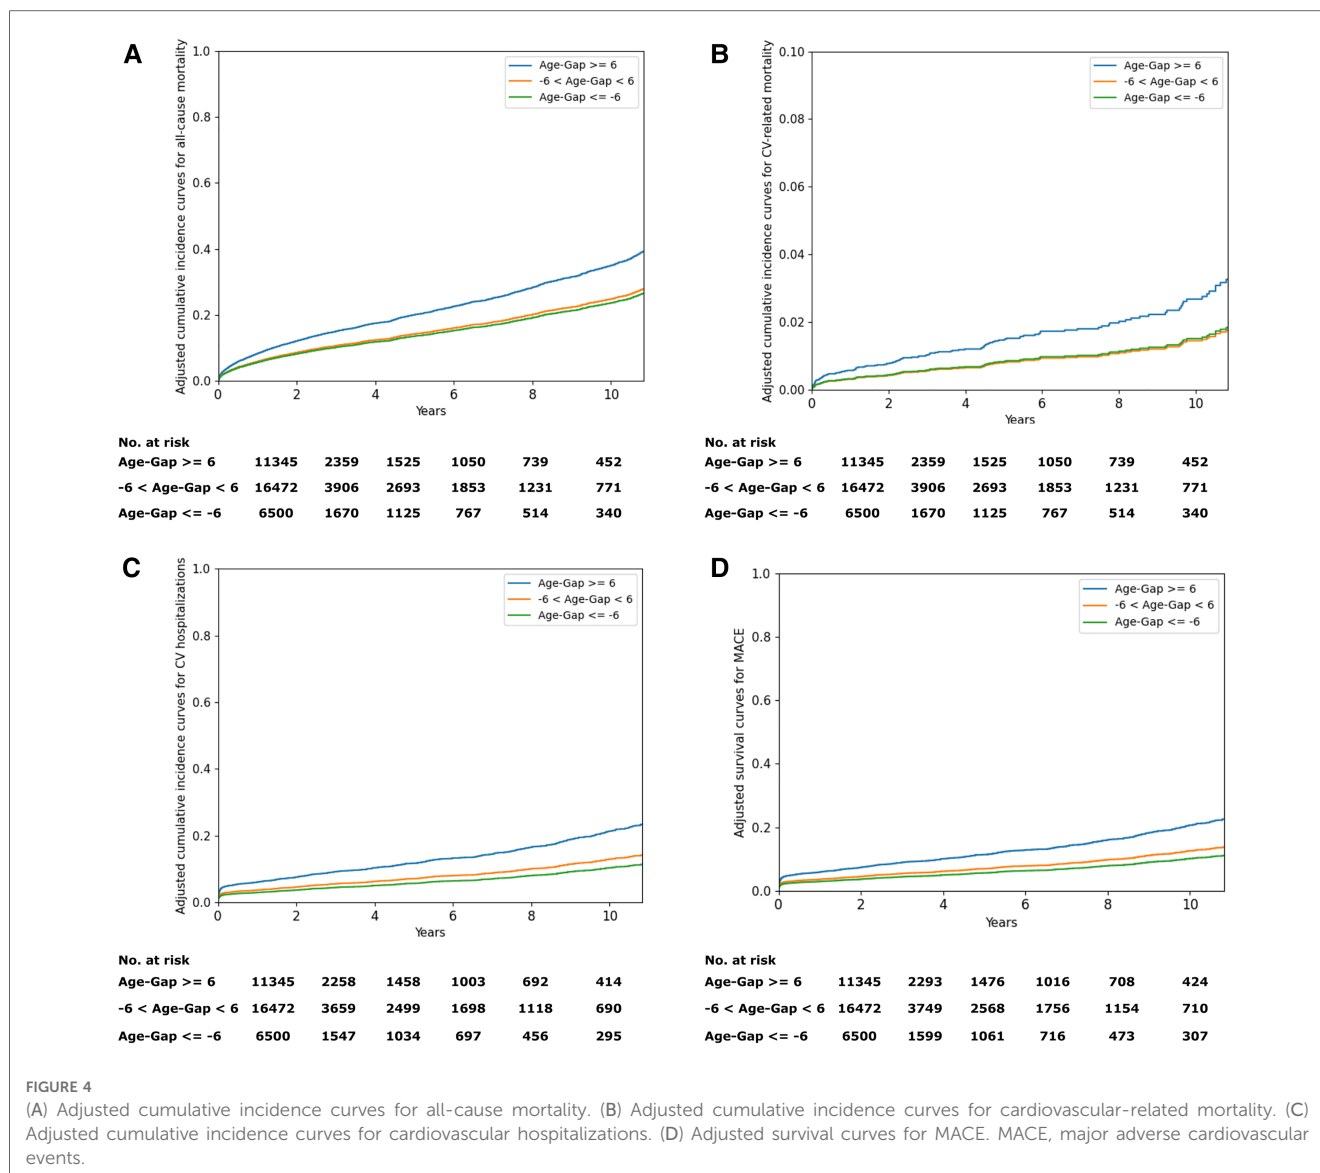 A
Adjusted cumulative incidence curves for all-cause mortality
1.0
0.8
0.6
0.4
0.2
0.0
Age-Gap >= 6
-6 < Age-Gap < 6
Age-Gap <= -6
0 2 4 6 8 10
Years
No. at risk
Age-Gap >= 6 11345 2359 1525 1050 739 452
-6 < Age-Gap < 6 16472 3906 2693 1853 1231 771
Age-Gap <= -6 6500 1670 1125 767 514 340
B
Adjusted cumulative incidence curves for CV-related mortality
0.10
0.08
0.06
0.04
0.02
0.00
Age-Gap >= 6
-6 < Age-Gap < 6
Age-Gap <= -6
0 2 4 6 8 10
Years
No. at risk
Age-Gap >= 6 11345 2359 1525 1050 739 452
-6 < Age-Gap < 6 16472 3906 2693 1853 1231 771
Age-Gap <= -6 6500 1670 1125 767 514 340
C
Adjusted cumulative incidence curves for CV hospitalizations
1.0
0.8
0.6
0.4
0.2
0.0
Age-Gap >= 6
-6 < Age-Gap < 6
Age-Gap <= -6
0 2 4 6 8 10
Years
No. at risk
Age-Gap >= 6 11345 2258 1458 1003 692 414
-6 < Age-Gap < 6 16472 3659 2499 1698 1118 690
Age-Gap <= -6 6500 1547 1034 697 456 295
D
Adjusted survival curves for MACE
1.0
0.8
0.6
0.4
0.2
0.0
Age-Gap >= 6
-6 < Age-Gap < 6
Age-Gap <= -6
0 2 4 6 8 10
Years
No. at risk
Age-Gap >= 6 11345 2293 1476 1016 708 424
-6 < Age-Gap < 6 16472 3749 2568 1756 1154 710
Age-Gap <= -6 6500 1599 1061 716 473 307
FIGURE 4
(A) Adjusted cumulative incidence curves for all-cause mortality. (B) Adjusted cumulative incidence curves for cardiovascular-related mortality. (C)
Adjusted cumulative incidence curves for cardiovascular hospitalizations. (D) Adjusted survival curves for MACE. MACE, major adverse cardiovascular
events.